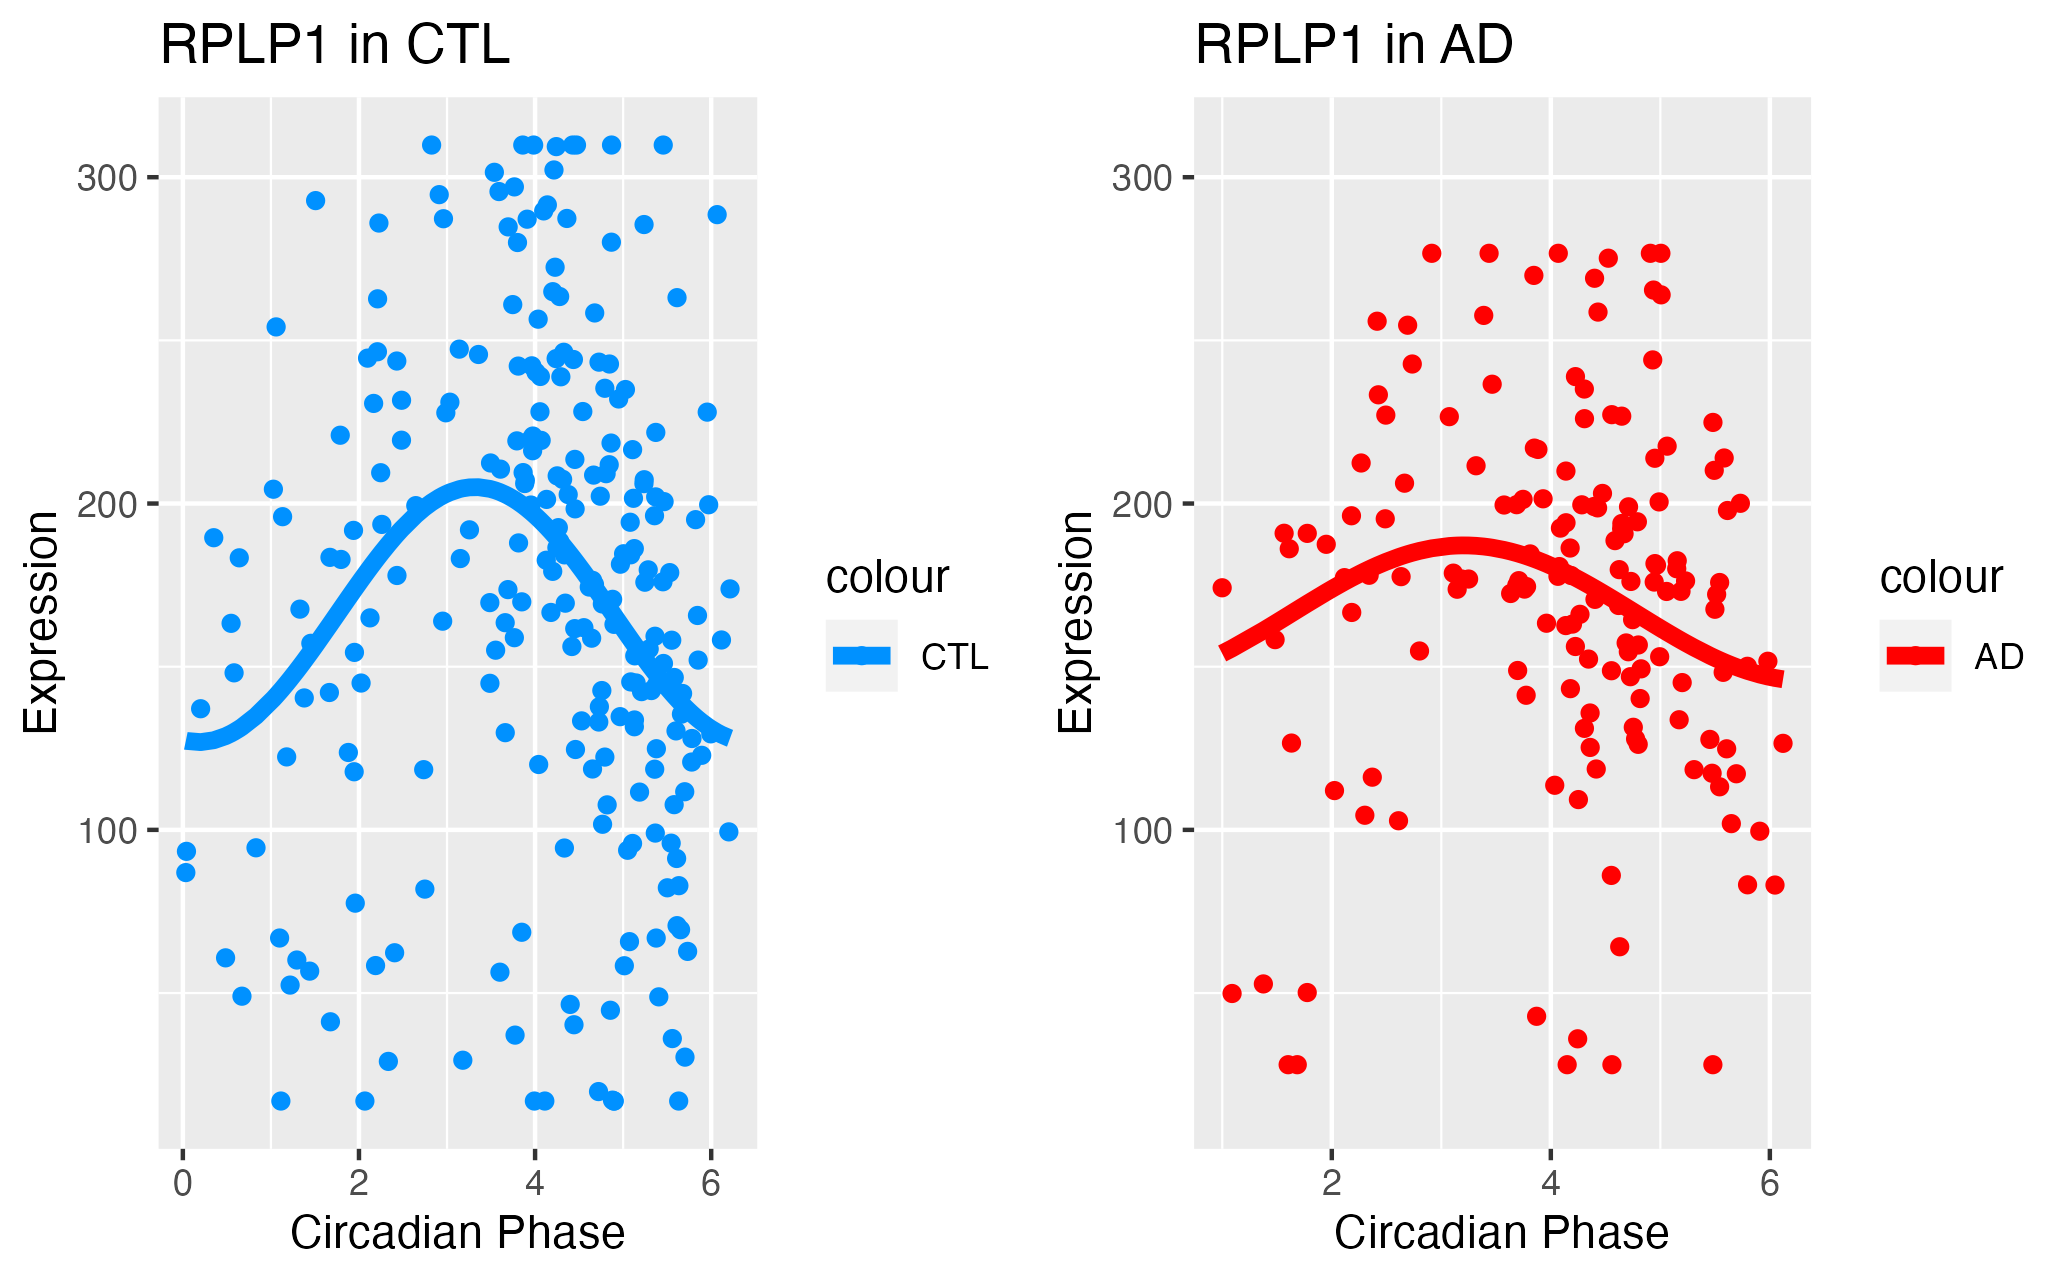 RPLP1 in CTL
Expression
300
200
100
0 2 4 6
Circadian Phase
colour
CTL
RPLP1 in AD
Expression
300
200
100
2 4 6
Circadian Phase
colour
AD